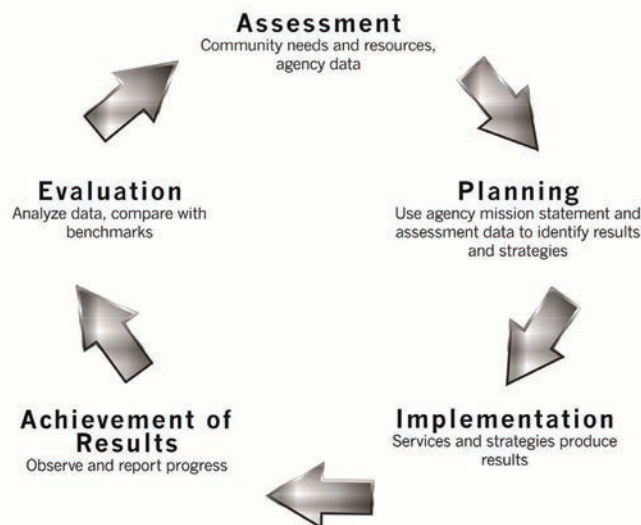 Assessment
Community needs and resources,
agency data
Evaluation
Analyze data, compare with
benchmarks
Planning
Use agency mission statement and
assessment data to identify results
and strategies
Achievement of
Results
Observe and report progress
Implementation
Services and strategies produce
results